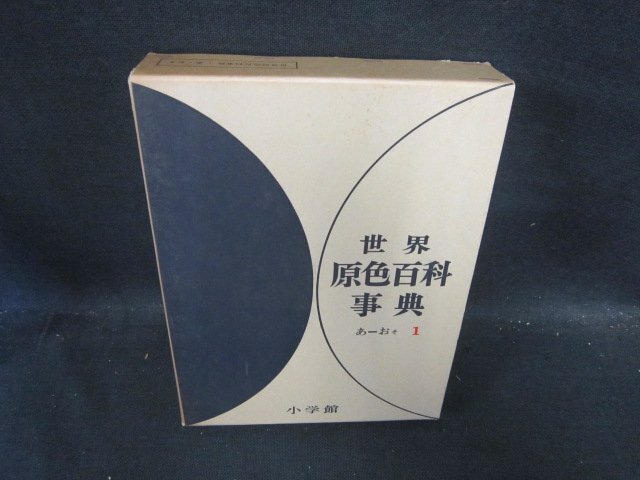 世界
原色百科
事典
あーおそ 1
小学館